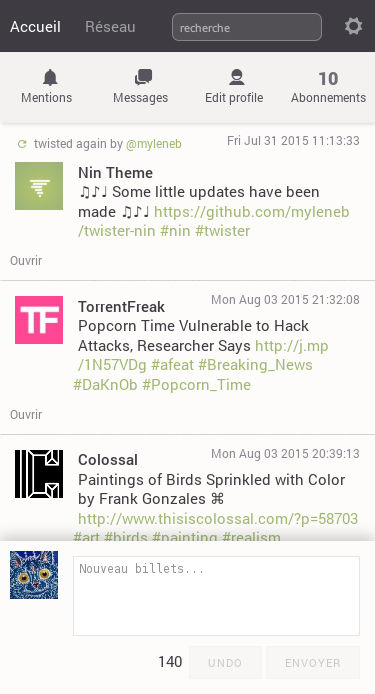 Accueil Réseau recherche
Mentions Messages Edit profile 10 Abonnements
twisted again by @myleneb Fri Jul 31 2015 11:13:33
Nin Theme
♫♪♩ Some little updates have been
made ♫♪♩ https://github.com/myleneb
/twister-nin #nin #twister
Ouvrir
TF
Mon Aug 03 2015 21:32:08
TorrentFreak
Popcorn Time Vulnerable to Hack
Attacks, Researcher Says http://j.mp
/1N57VDg #afeat #Breaking_News
#DaKnOb #Popcorn_Time
Ouvrir
Colossal Mon Aug 03 2015 20:39:13
Paintings of Birds Sprinkled with Color
by Frank Gonzales ⌘
http://www.thisiscolossal.com/?p=58703
#art #birds #painting #realism
Nouveau billets...
140 UNDO ENVOYER